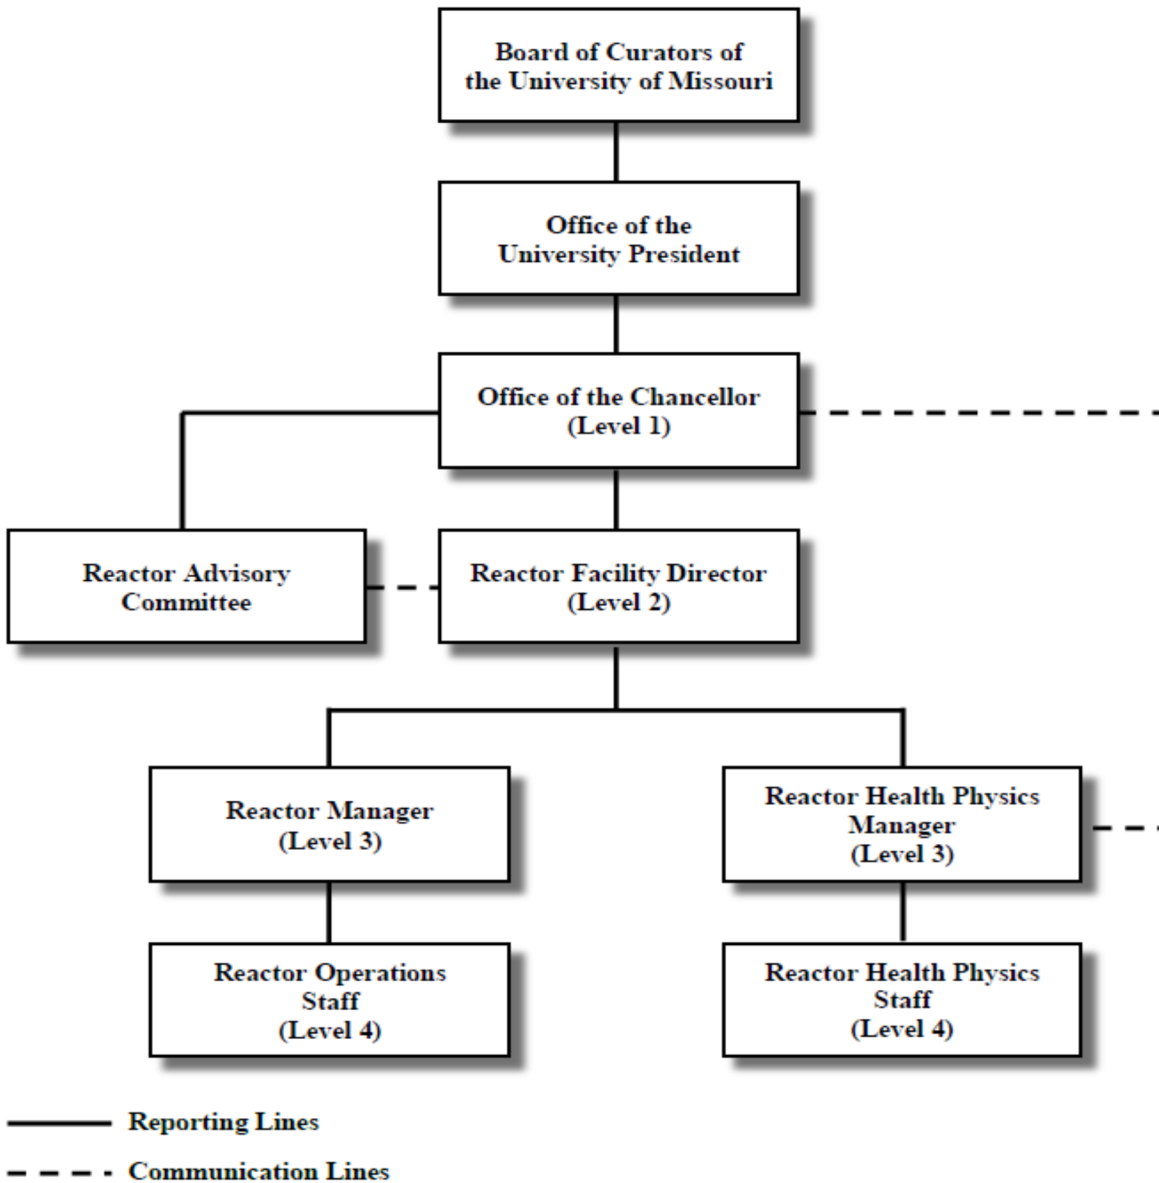 Board of Curators of
the University of Missouri
Office of the
University President
Office of the Chancellor
(Level 1)
Reactor Advisory
Committee
Reactor Facility Director
(Level 2)
Reactor Manager
(Level 3)
Reactor Health Physics
Manager
(Level 3)
Reactor Operations
Staff
(Level 4)
Reactor Health Physics
Staff
(Level 4)
Reporting Lines
Communication Lines